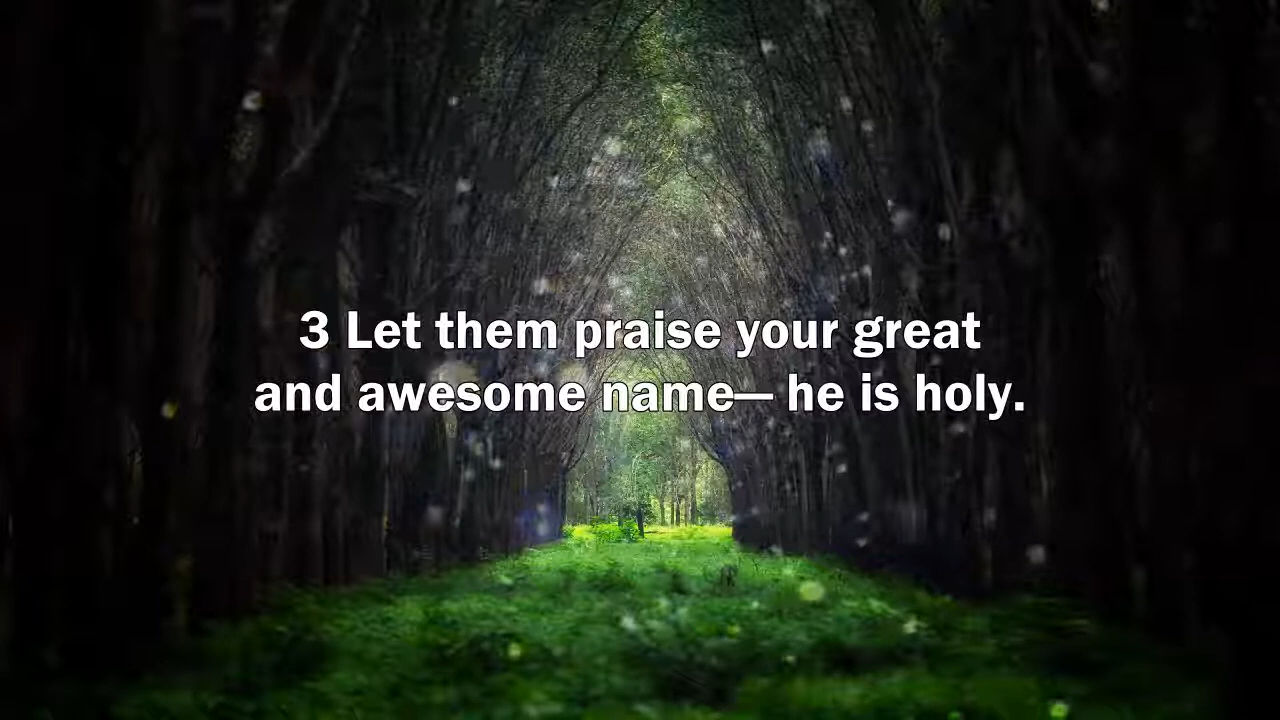 3 Let them praise your great
and awesome name— he is holy.